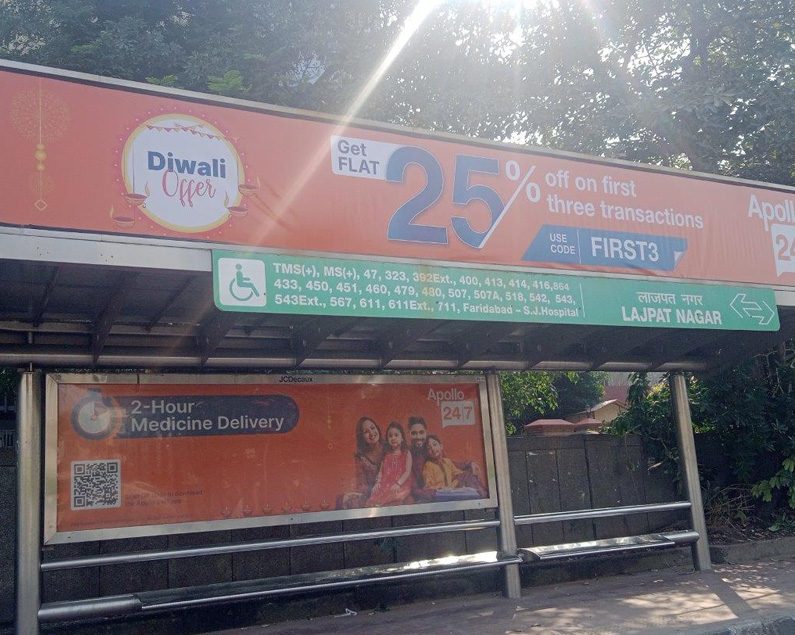 Diwali
Offer
Get
FLAT
25%
off on first
three transactions
USE
CODE
FIRST3
Apollo
24
TMS(+), MS(+), 47, 323, 392Ext., 400, 413, 414, 416,864
433, 450, 451, 460, 479, 480, 507, 507A, 518, 542, 543,
543Ext., 567, 611, 611Ext., 711, Faridabad – S.J.Hospital
लाजपत नगर
LAJPAT NAGAR
JCDecaux
2-Hour
Medicine Delivery
Apollo
24|7